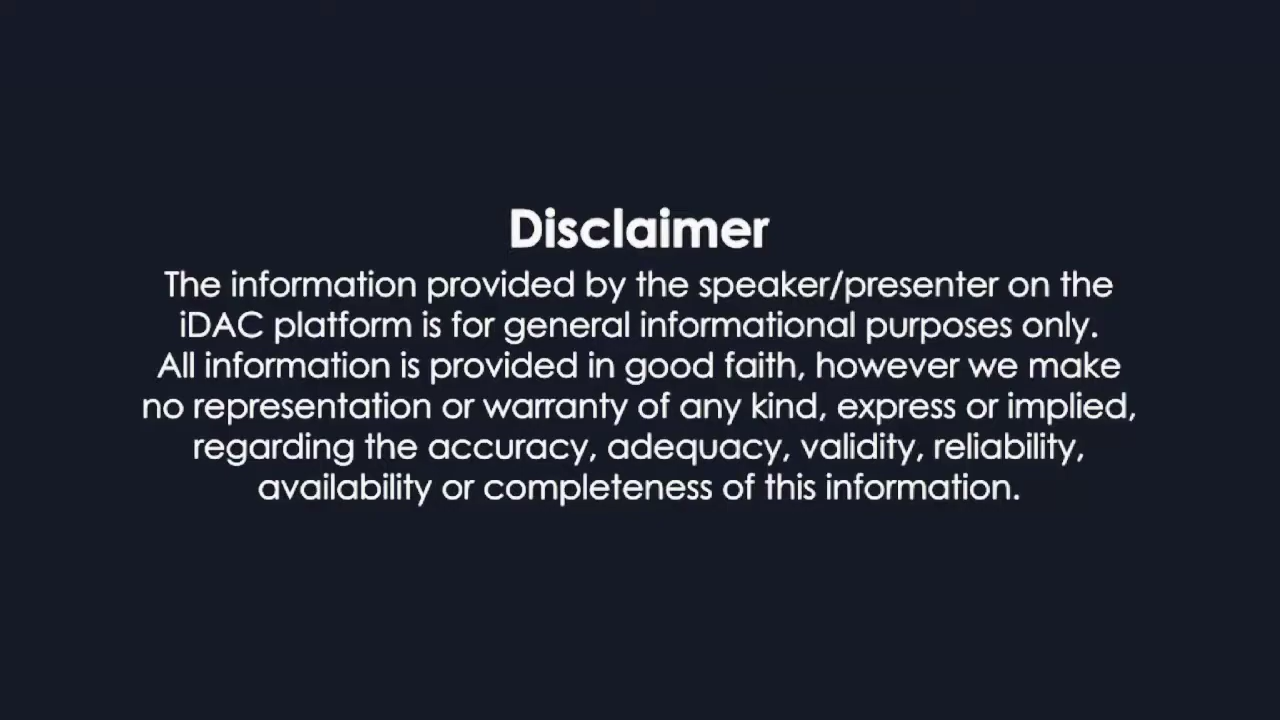 Disclaimer
The information provided by the speaker/presenter on the
iDAC platform is for general informational purposes only.
All information is provided in good faith, however we make
no representation or warranty of any kind, express or implied,
regarding the accuracy, adequacy, validity, reliability,
availability or completeness of this information.